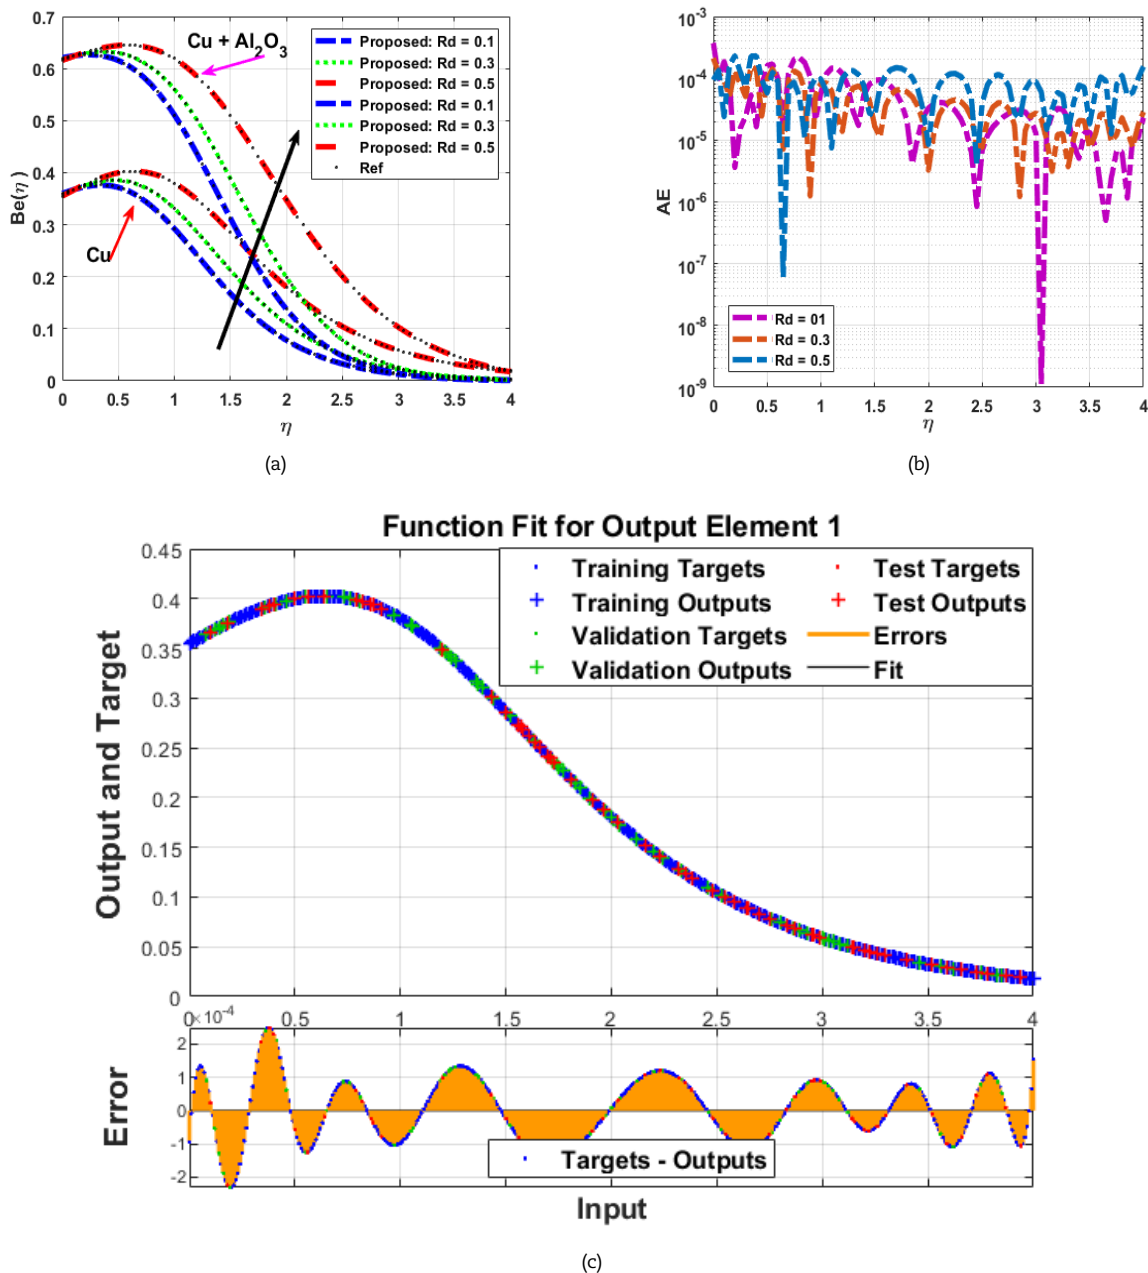 0.7
0.6
0.5
0.4
0.3
0.2
0.1
0
Be(η)
Cu + Al2O3
Cu
Proposed: Rd = 0.1
Proposed: Rd = 0.3
Proposed: Rd = 0.5
Proposed: Rd = 0.1
Proposed: Rd = 0.3
Proposed: Rd = 0.5
Ref
0 0.5 1 1.5 2 2.5 3 3.5 4
η
(a)
10-3
10-4
10-5
10-6
10-7
10-8
10-9
AE
Rd = 01
Rd = 0.3
Rd = 0.5
0 0.5 1 1.5 2 2.5 3 3.5 4
η
(b)
Function Fit for Output Element 1
0.45
0.4
0.35
0.3
0.25
0.2
0.15
0.1
0.05
0
Output and Target
Training Targets
Training Outputs
Validation Targets
Validation Outputs
Test Targets
Test Outputs
Errors
Fit
0 0.5 1 1.5 2 2.5 3 3.5 4
×10-4
2
1
0
-1
-2
Error
Targets - Outputs
Input
(c)